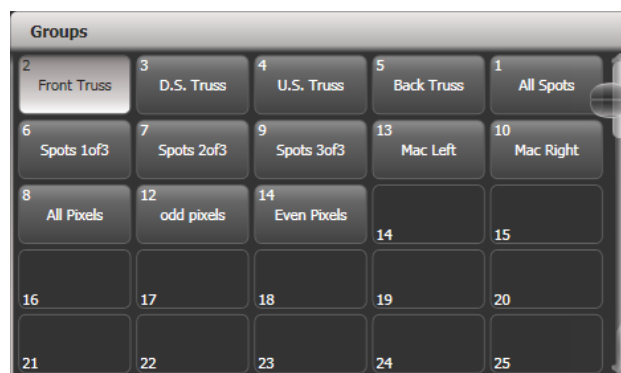 Groups
2
Front Truss
3
D.S. Truss
4
U.S. Truss
5
Back Truss
1
All Spots
6
Spots 1of3
7
Spots 2of3
9
Spots 3of3
13
Mac Left
10
Mac Right
8
All Pixels
12
odd pixels
14
Even Pixels
14
15
16
17
18
19
20
21
22
23
24
25